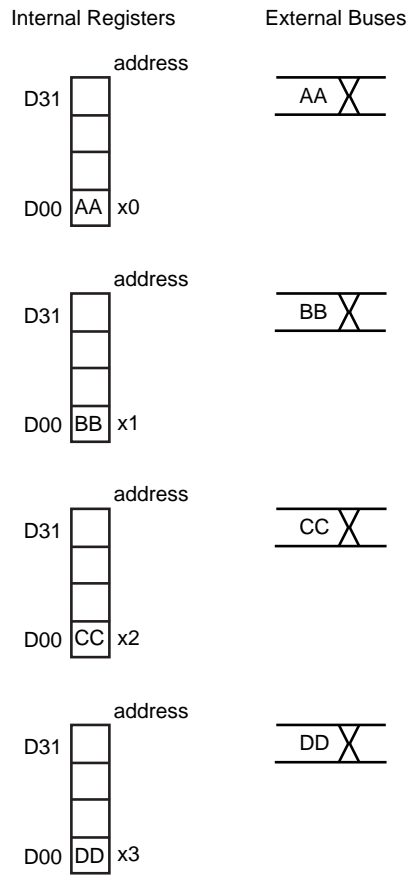 Internal Registers External Buses
address
D31 AA
D00 AA x0
address
D31 BB
D00 BB x1
address
D31 CC
D00 CC x2
address
D31 DD
D00 DD x3